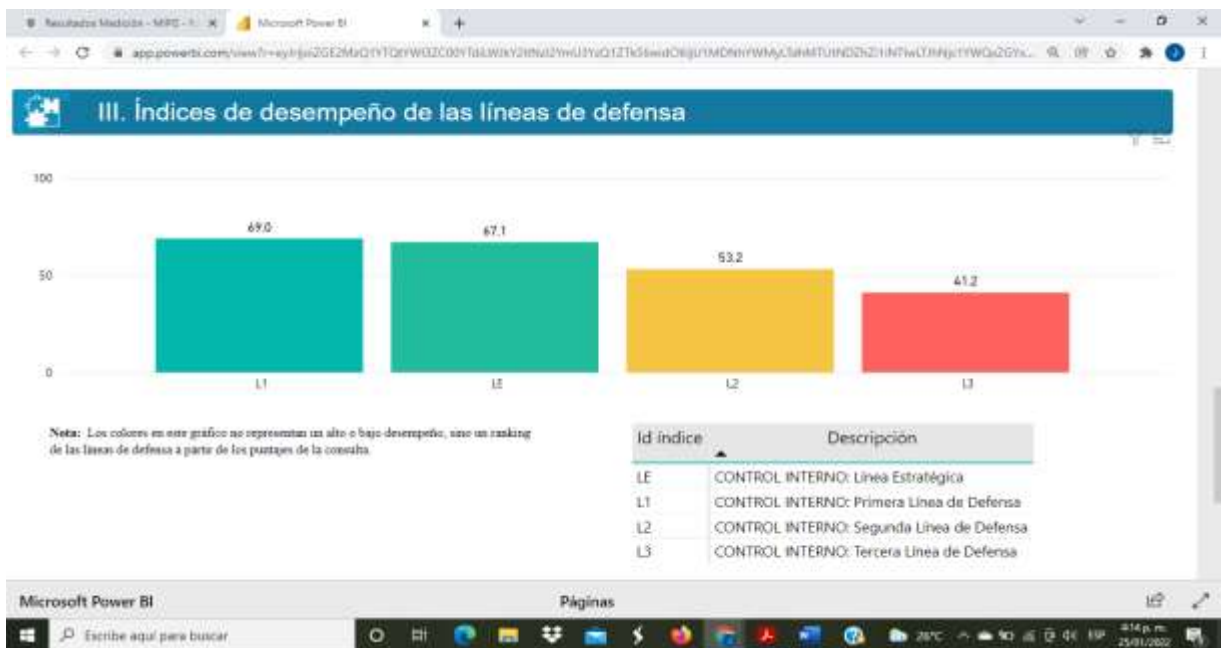 Resultados Medición - MIPG -
Microsoft Power BI
III. Índices de desempeño de las líneas de defensa
100
69.0
67.1
53.2
50
41.2
0
L1
LE
L2
L3
Nota: Los colores en este gráfico no representan un alto o bajo desempeño, sino un ranking
de las líneas de defensa a partir de los puntajes de la consulta.
Id índice
Descripción
LE
CONTROL INTERNO: Línea Estratégica
L1
CONTROL INTERNO: Primera Línea de Defensa
L2
CONTROL INTERNO: Segunda Línea de Defensa
L3
CONTROL INTERNO: Tercera Línea de Defensa
Microsoft Power BI
Páginas
Escribe aquí para buscar
26°C
ESP
4:14 p. m.
25/01/2022